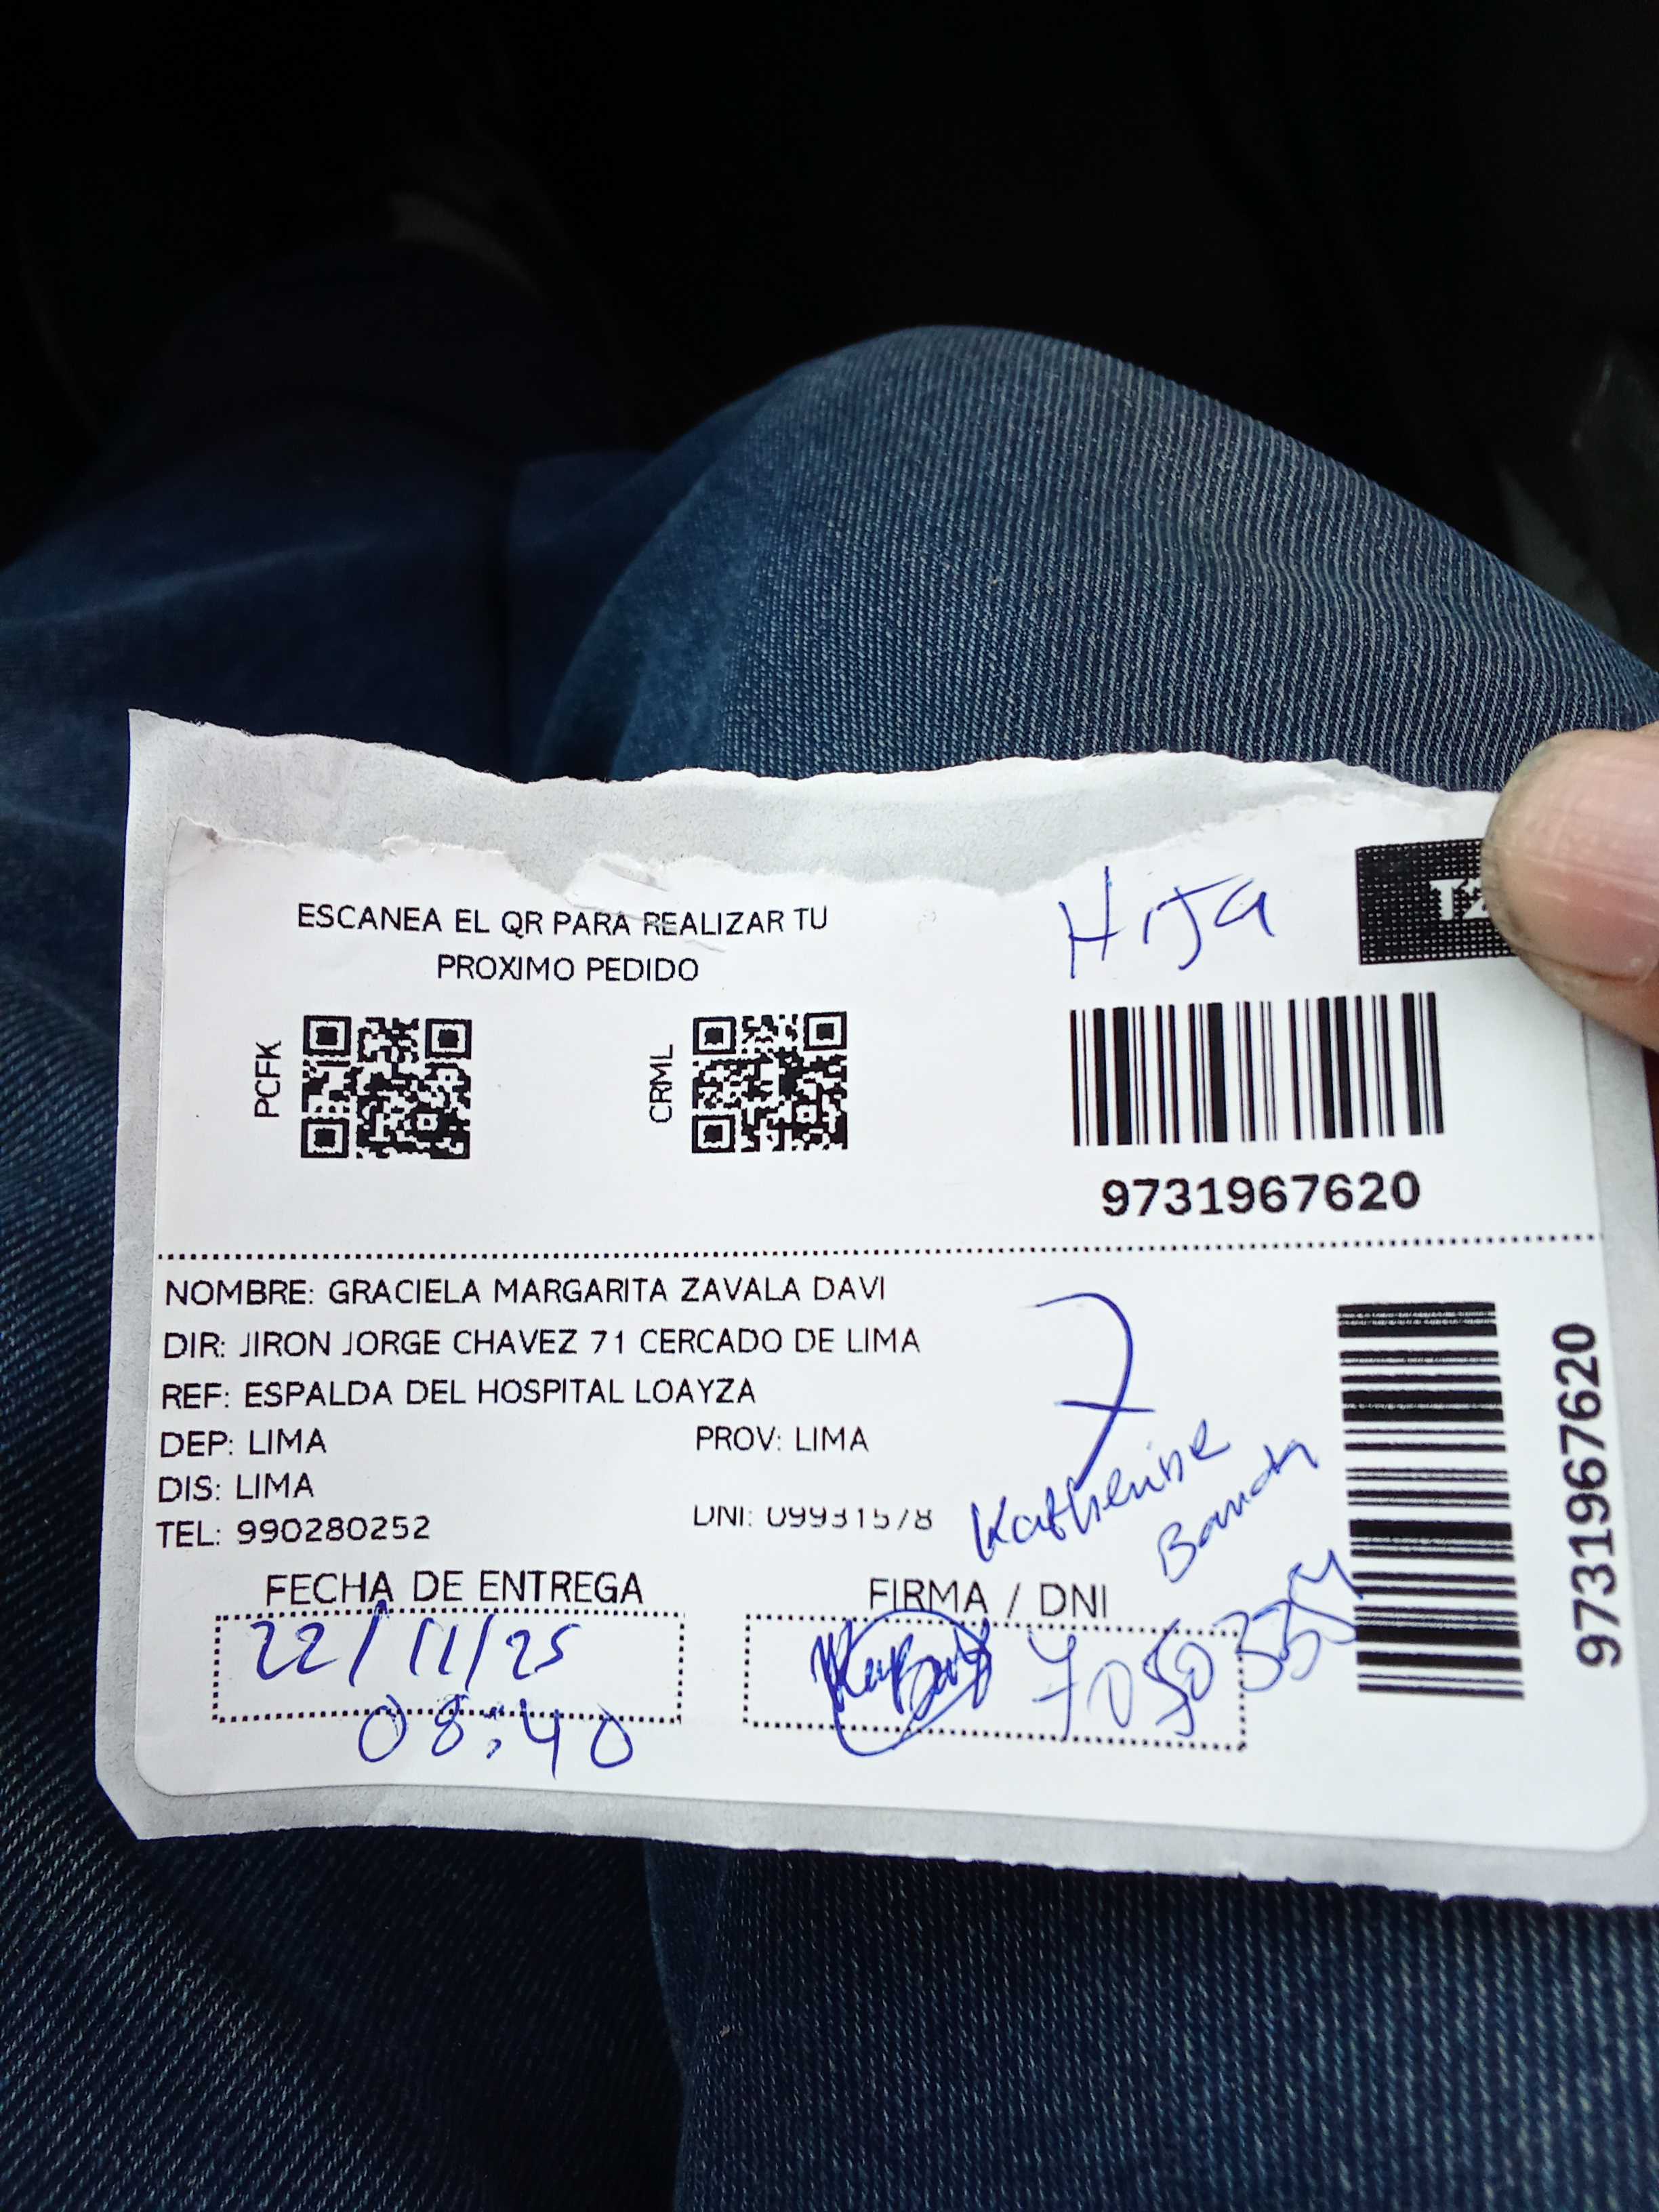 ESCANEA EL QR PARA REALIZAR TU
PROXIMO PEDIDO
HIJA
PCFK
CRML
9731967620
NOMBRE: GRACIELA MARGARITA ZAVALA DAVI
DIR: JIRON JORGE CHAVEZ 71 CERCADO DE LIMA
REF: ESPALDA DEL HOSPITAL LOAYZA
DEP: LIMA
PROV: LIMA
DIS: LIMA
TEL: 990280252
DNI: 09931578
Katherine
9731967620
FECHA DE ENTREGA
22/11/25
08:40
FIRMA / DNI